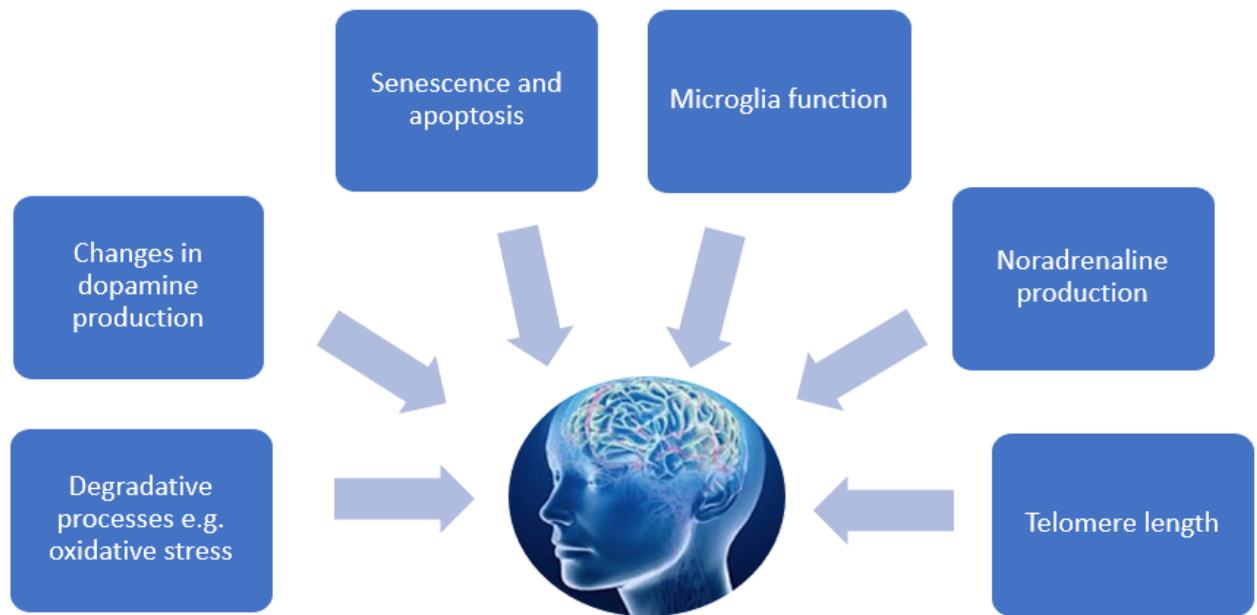 Senescence and
apoptosis
Microglia function
Changes in
dopamine
production
Noradrenaline
production
Degradative
processes e.g.
oxidative stress
Telomere length